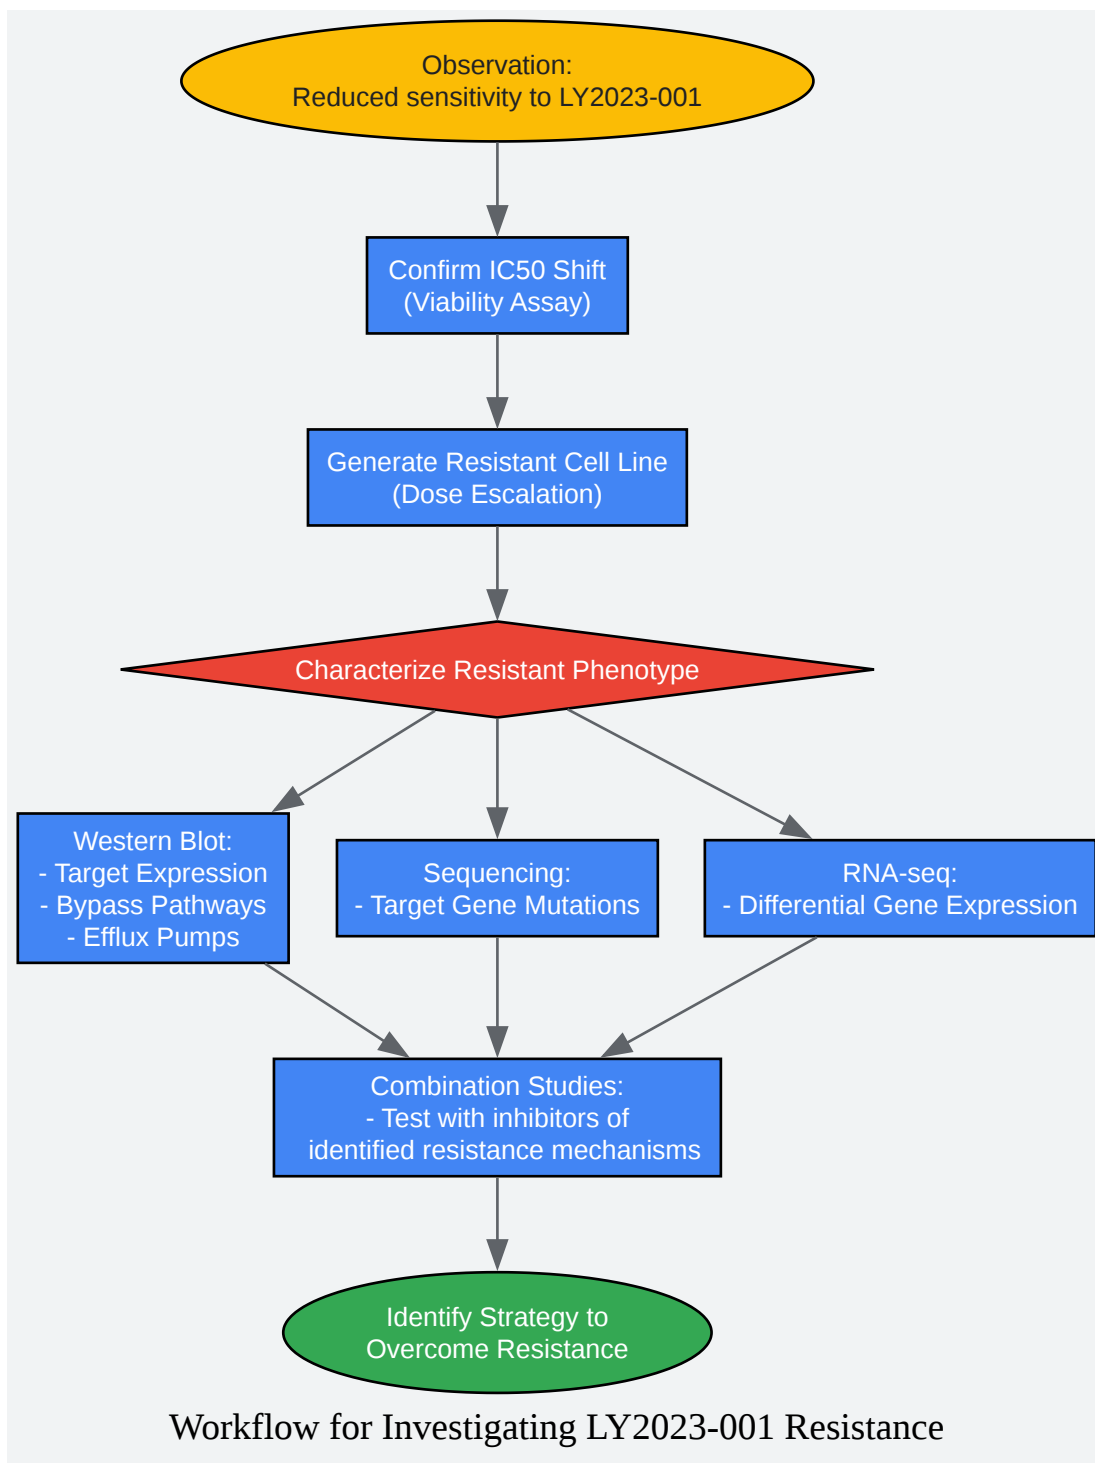 Observation:
Reduced sensitivity to LY2023-001
Confirm IC50 Shift
(Viability Assay)
Generate Resistant Cell Line
(Dose Escalation)
Characterize Resistant Phenotype
Western Blot:
- Target Expression
- Bypass Pathways
- Efflux Pumps
Sequencing:
- Target Gene Mutations
RNA-seq:
- Differential Gene Expression
Combination Studies:
- Test with inhibitors of
identified resistance mechanisms
Identify Strategy to
Overcome Resistance
Workflow for Investigating LY2023-001 Resistance